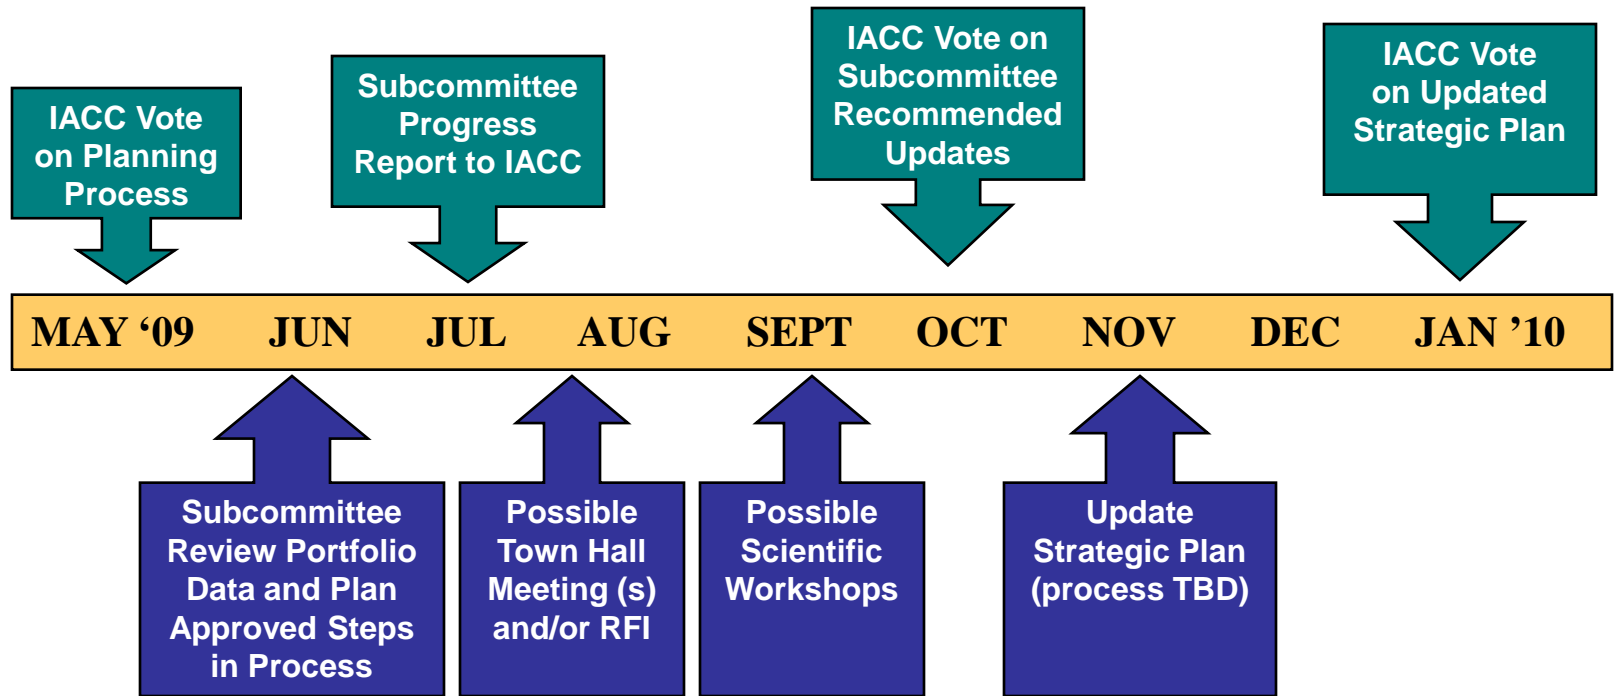 IACC Vote
on Planning
Process
Subcommittee
Progress
Report to IACC
IACC Vote on
Subcommittee
Recommended
Updates
IACC Vote
on Updated
Strategic Plan
MAY ‘09 JUN JUL AUG SEPT OCT NOV DEC JAN ’10
Subcommittee
Review Portfolio
Data and Plan
Approved Steps
in Process
Possible
Town Hall
Meeting (s)
and/or RFI
Possible
Scientific
Workshops
Update
Strategic Plan
(process TBD)